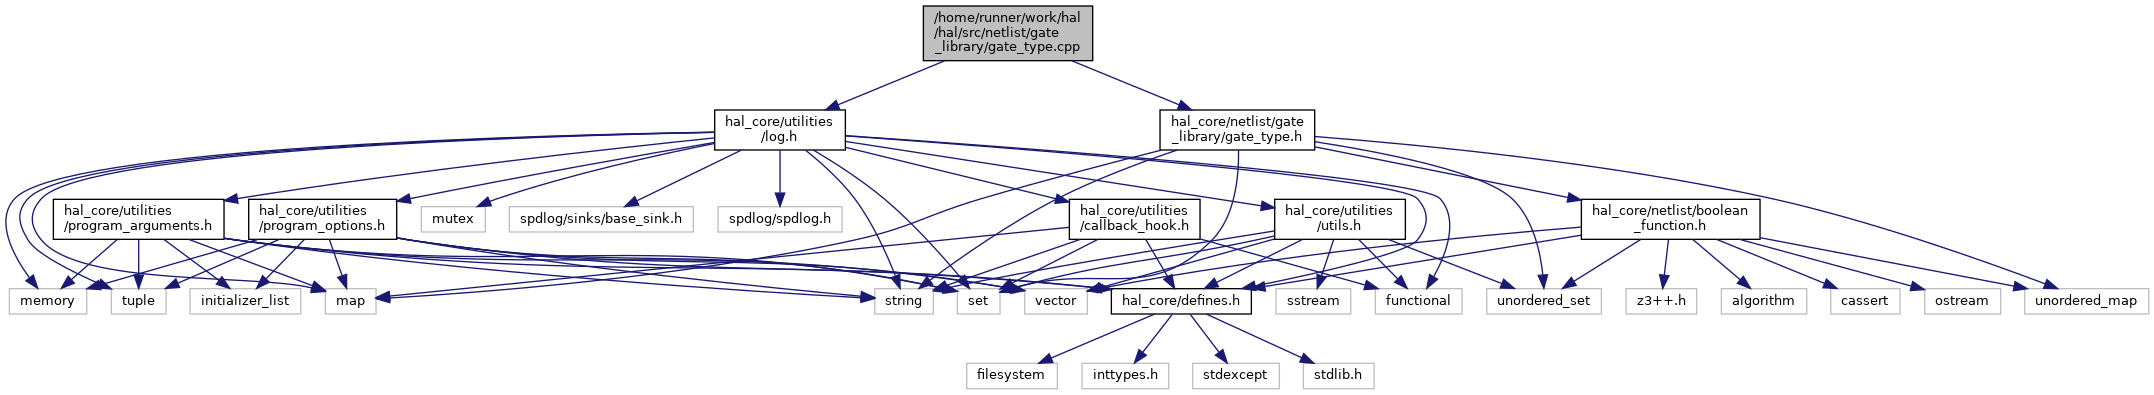 /home/runner/work/hal
/hal/src/netlist/gate
_library/gate_type.cpp
hal_core/utilities
/log.h
hal_core/netlist/gate
_library/gate_type.h
hal_core/utilities
/program_arguments.h
hal_core/utilities
/program_options.h
mutex
spdlog/sinks/base_sink.h
spdlog/spdlog.h
hal_core/utilities
/callback_hook.h
hal_core/utilities
/utils.h
hal_core/netlist/boolean
_function.h
memory
tuple
initializer_list
map
string
set
vector
hal_core/defines.h
sstream
functional
unordered_set
z3++.h
algorithm
cassert
ostream
unordered_map
filesystem
inttypes.h
stdexcept
stdlib.h